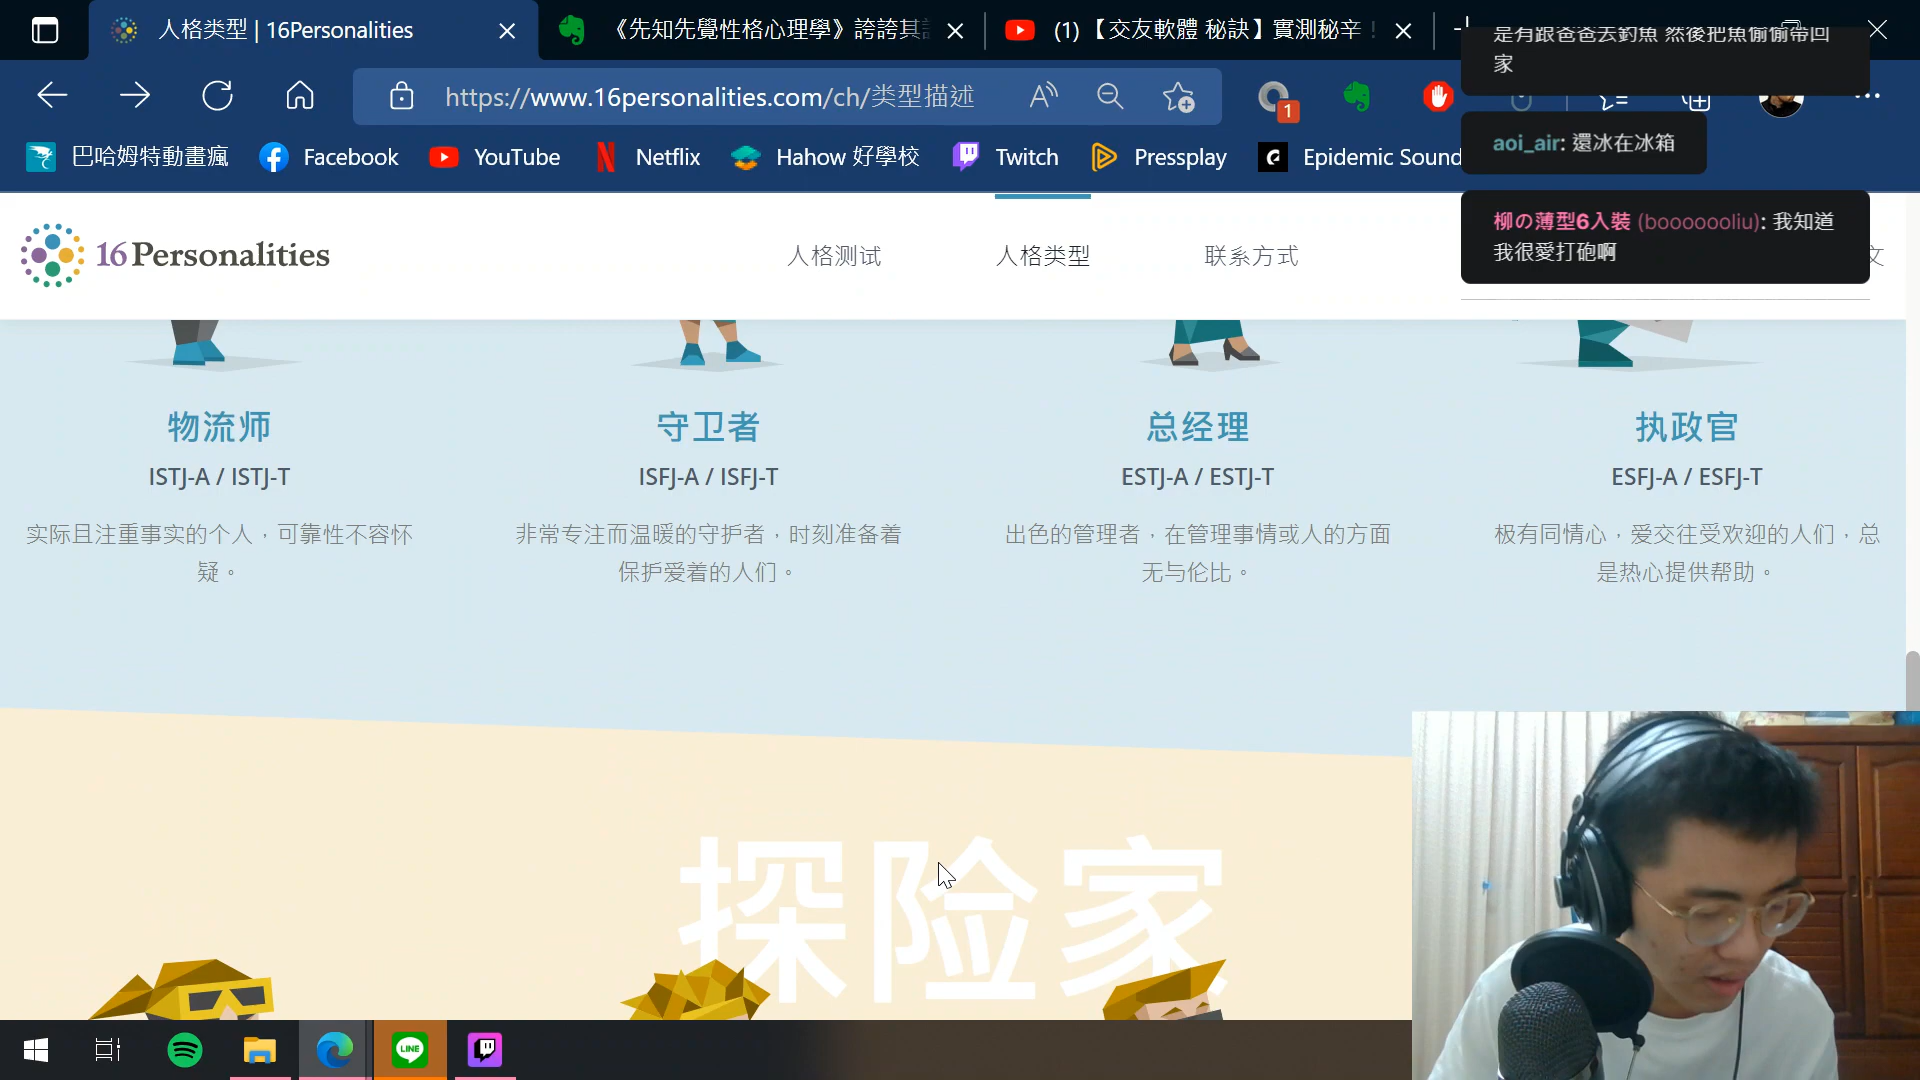 人格类型 | 16Personalities
《先知先覺性格心理學》誇誇其
(1) 【交友軟體 秘訣】實測秘辛！
是有跟爸爸去釣魚 然後把魚偷偷帶回
家
https://www.16personalities.com/ch/类型描述
1
aoi_air: 還冰在冰箱
巴哈姆特動畫瘋
Facebook
YouTube
Netflix
Hahow 好學校
Twitch
Pressplay
Epidemic Sound
柳の薄型6入裝 (booooooliu): 我知道
我很愛打砲啊
16Personalities
人格测试
人格类型
联系方式
文
物流师
守卫者
总经理
执政官
ISTJ-A / ISTJ-T
ISFJ-A / ISFJ-T
ESTJ-A / ESTJ-T
ESFJ-A / ESFJ-T
实际且注重事实的个人，可靠性不容怀
疑。
非常专注而温暖的守护者，时刻准备着
保护爱着的人们。
出色的管理者，在管理事情或人的方面
无与伦比。
极有同情心，爱交往受欢迎的人们，总
是热心提供帮助。
探险家
LINE